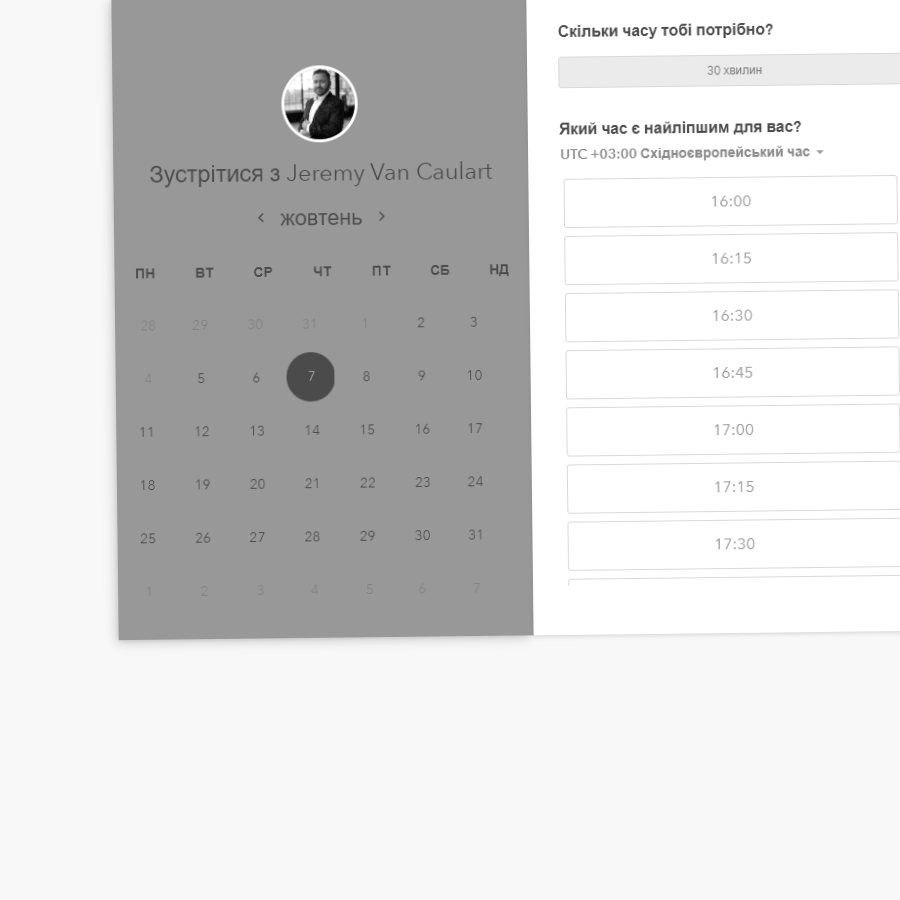 Зустрітися з Jeremy Van Caulart
жовтень
ПН ВТ СР ЧТ ПТ СБ НД
28 29 30 31 1 2 3
4 5 6 7 8 9 10
11 12 13 14 15 16 17
18 19 20 21 22 23 24
25 26 27 28 29 30 31
1 2 3 4 5 6 7
Скільки часу тобі потрібно?
30 хвилин
Який час є найліпшим для вас?
UTC +03:00 Східноєвропейський час
16:00
16:15
16:30
16:45
17:00
17:15
17:30